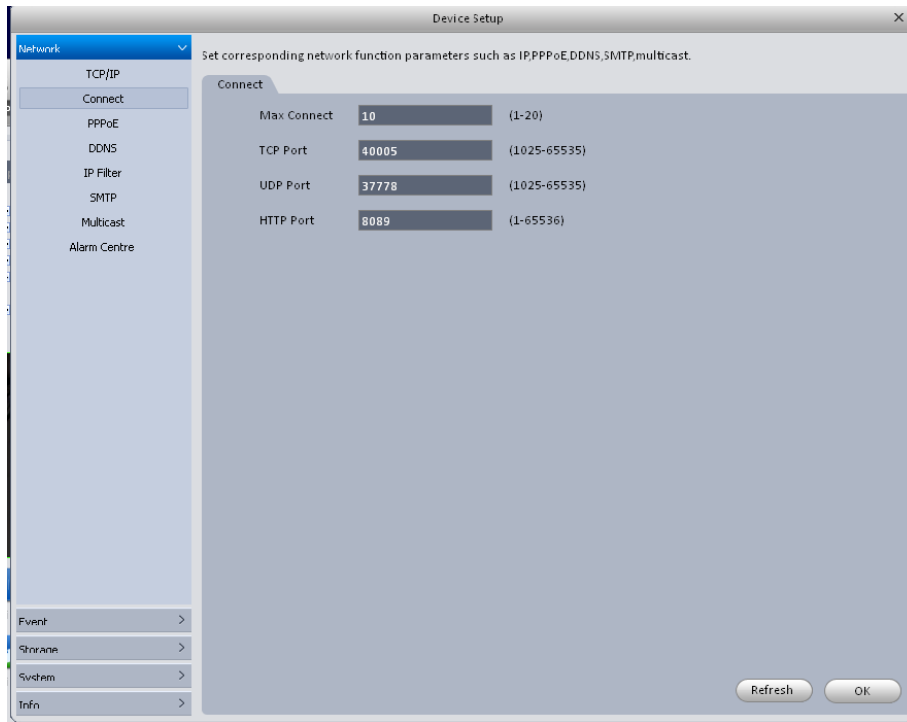 Device Setup
Network
TCP/IP
Connect
PPPoE
DDNS
IP Filter
SMTP
Multicast
Alarm Centre
Event
Storage
System
Info
Set corresponding network function parameters such as IP,PPPoE,DDNS,SMTP,multicast.
Connect
Max Connect 10 (1-20)
TCP Port 40005 (1025-65535)
UDP Port 37778 (1025-65535)
HTTP Port 8089 (1-65536)
Refresh OK